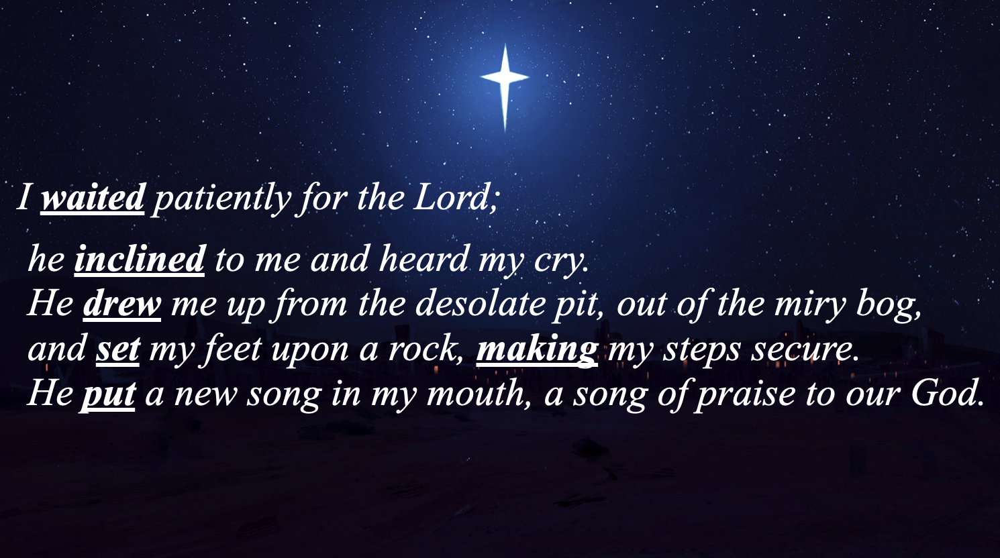 I waited patiently for the Lord;
he inclined to me and heard my cry.
He drew me up from the desolate pit, out of the miry bog,
and set my feet upon a rock, making my steps secure.
He put a new song in my mouth, a song of praise to our God.